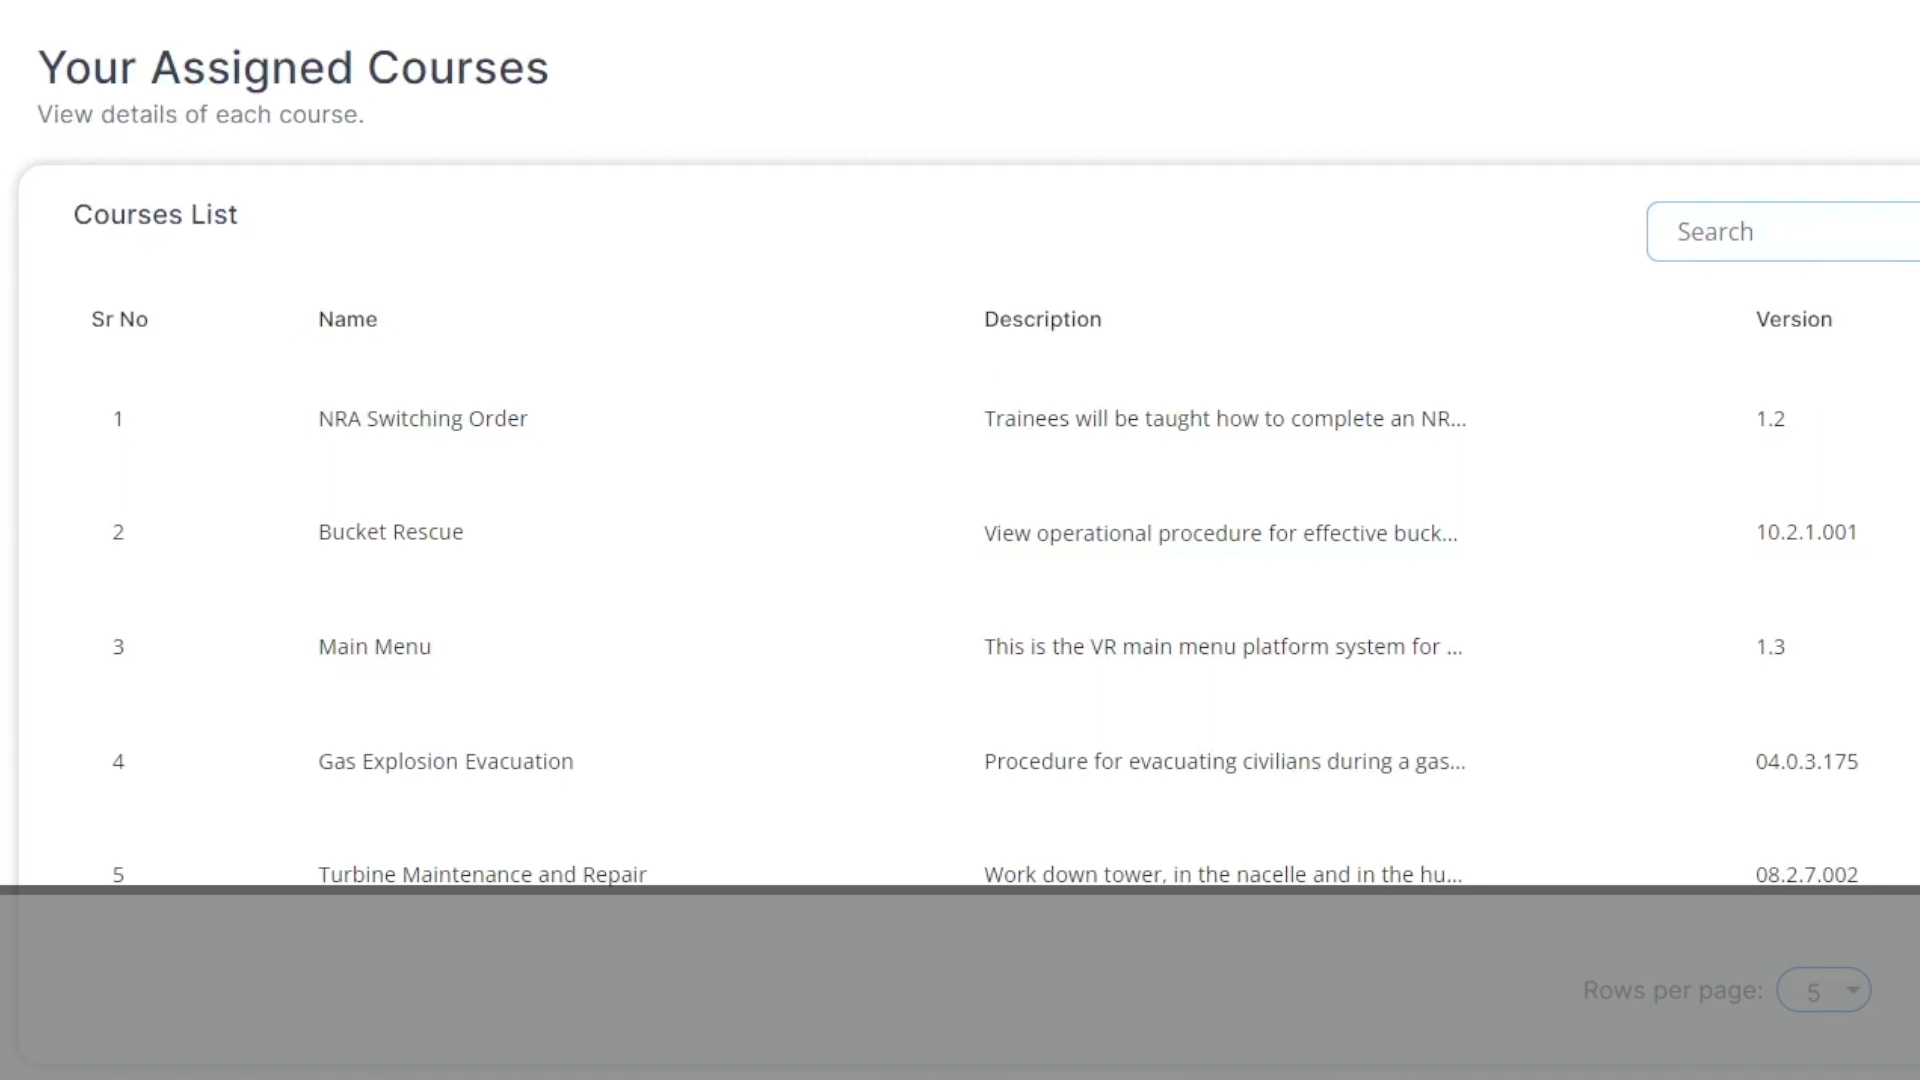 Your Assigned Courses
View details of each course.
Courses List
Search
Sr No Name Description Version
1 NRA Switching Order Trainees will be taught how to complete an NR... 1.2
2 Bucket Rescue View operational procedure for effective buck... 10.2.1.001
3 Main Menu This is the VR main menu platform system for ... 1.3
4 Gas Explosion Evacuation Procedure for evacuating civilians during a gas... 04.0.3.175
5 Turbine Maintenance and Repair Work down tower, in the nacelle and in the hu... 08.2.7.002
Rows per page: 5